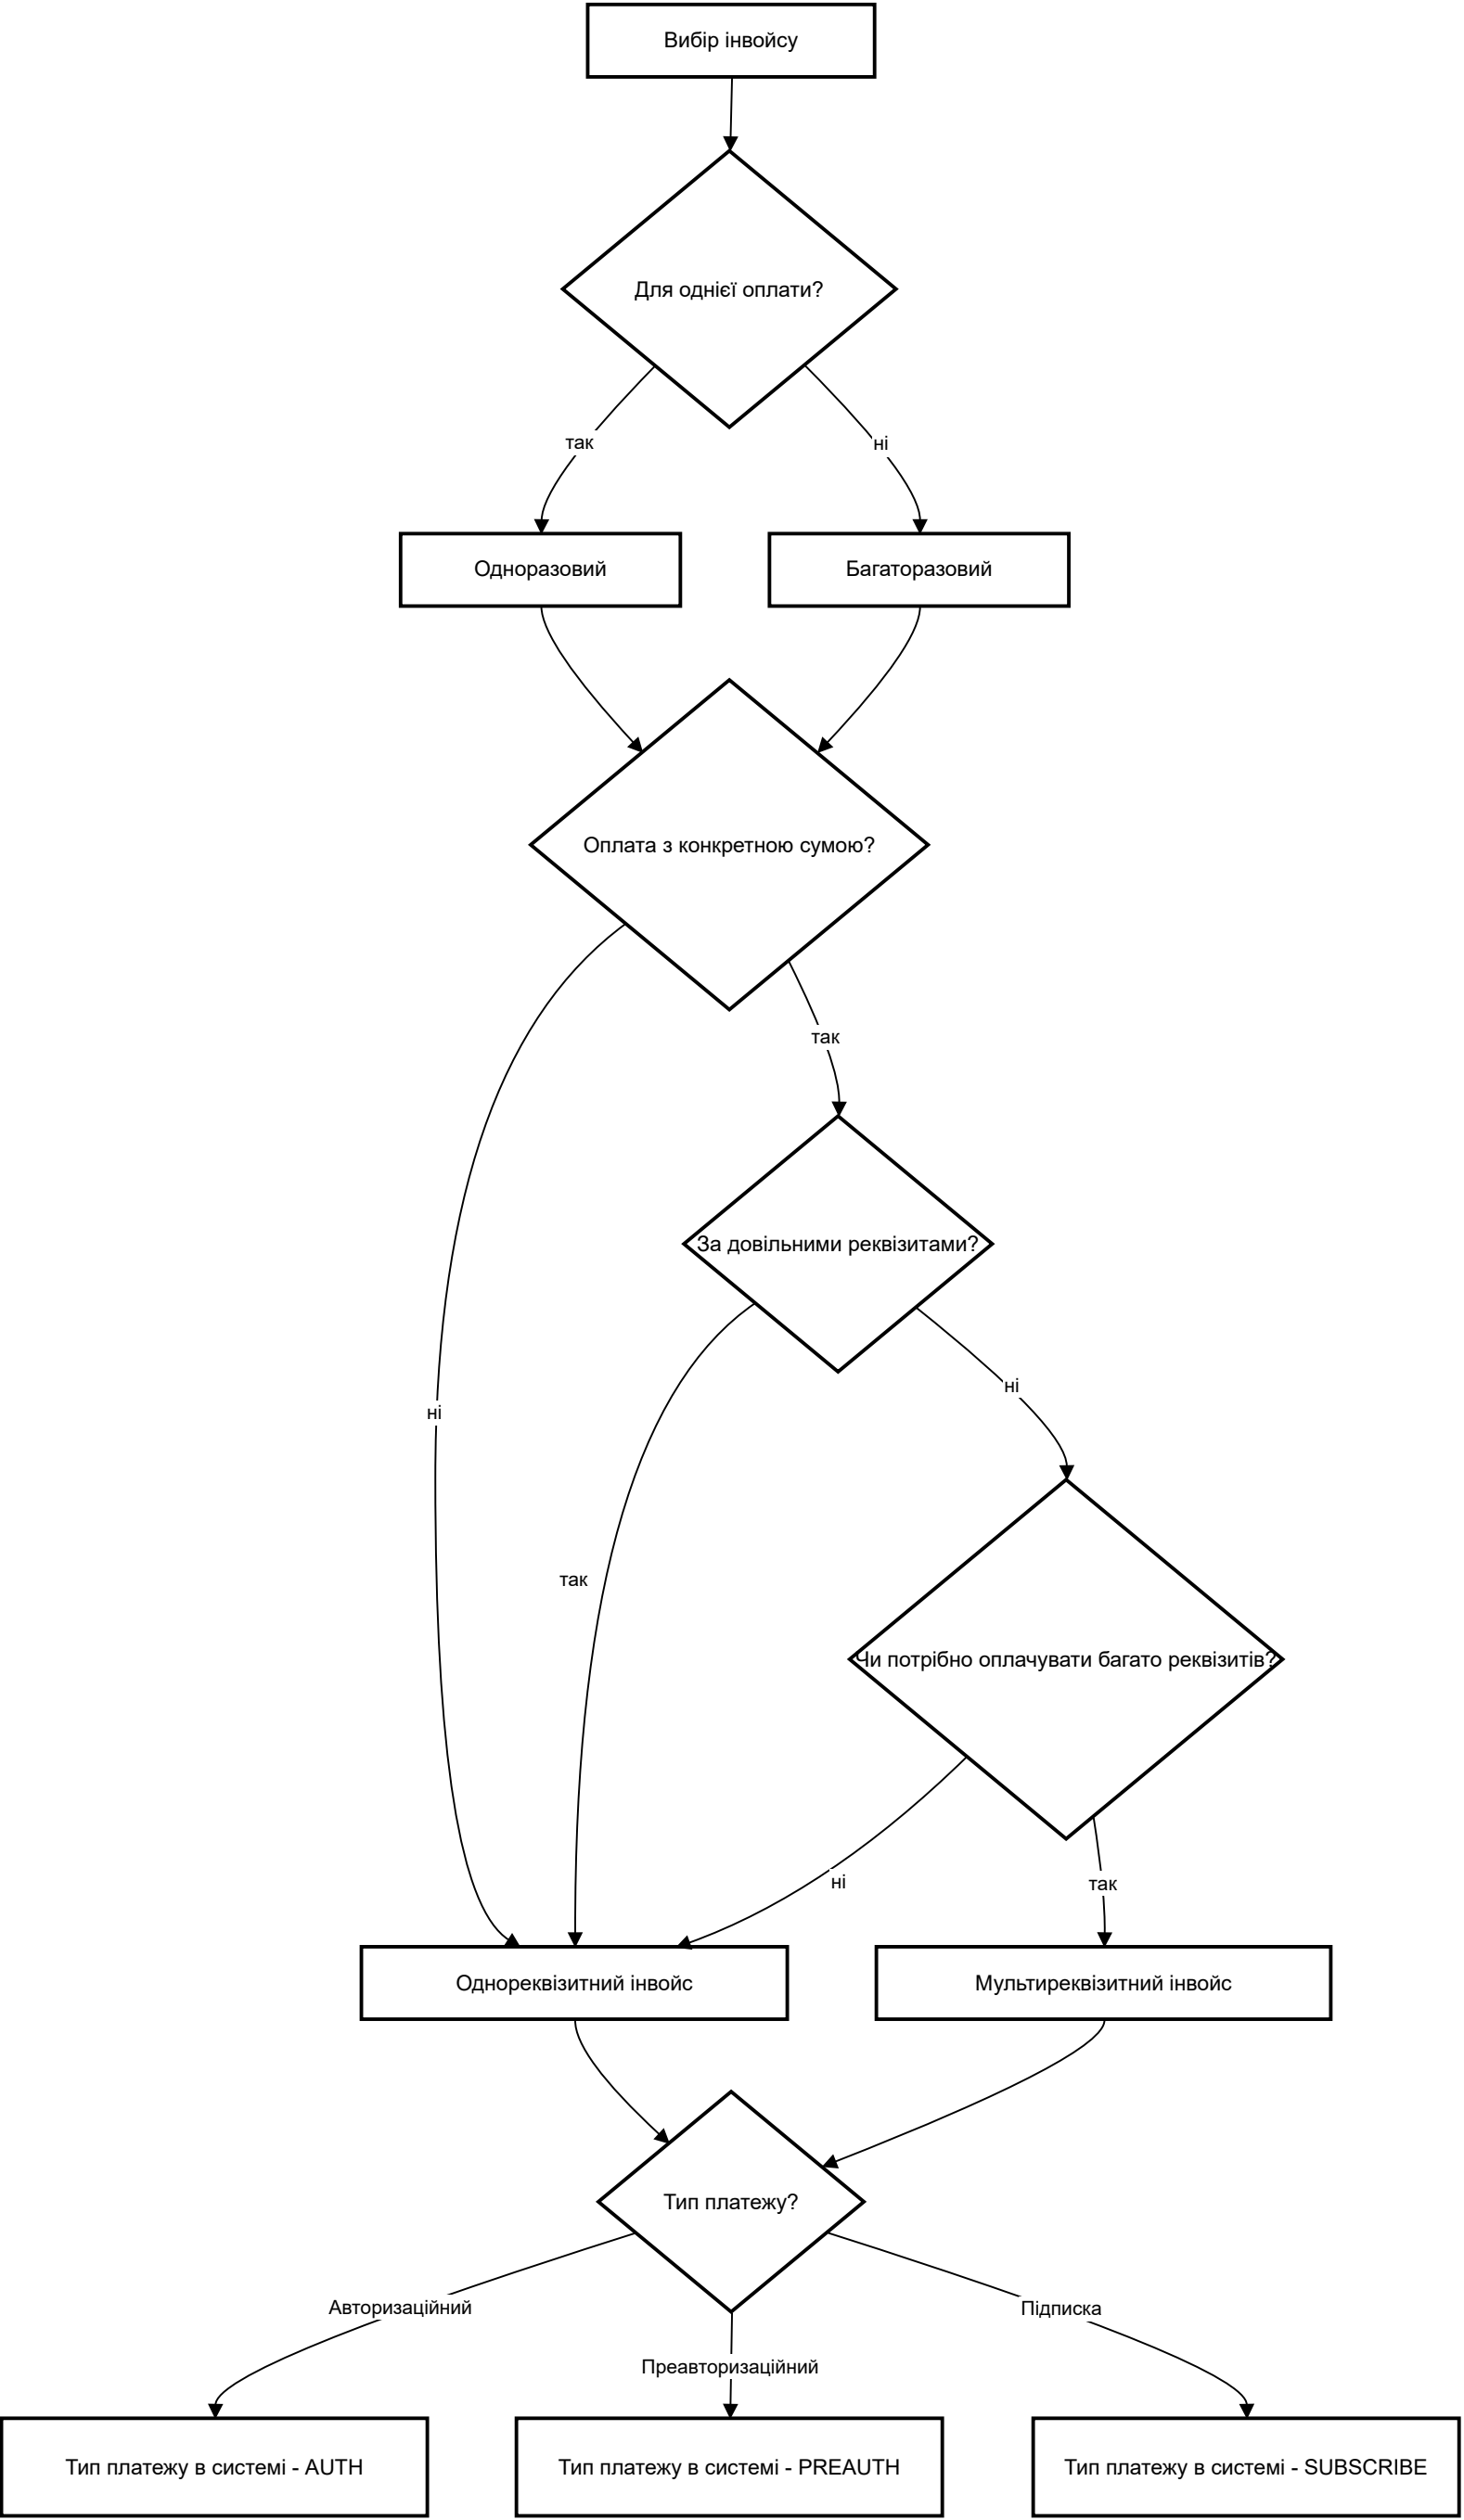 Вибір інвойсу
Для однієї оплати?
так
ні
Одноразовий
Багаторазовий
Оплата з конкретною сумою?
так
За довільними реквізитами?
ні
ні
так
Чи потрібно оплачувати багато реквізитів?
ні
так
Однореквізитний інвойс
Мультиреквізитний інвойс
Тип платежу?
Авторизаційний
Підписка
Преавторизаційний
Тип платежу в системі - AUTH
Тип платежу в системі - PREAUTH
Тип платежу в системі - SUBSCRIBE